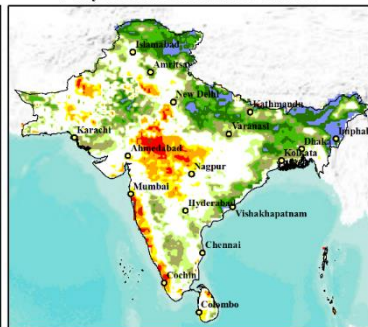 Islamabad
Amritsar
New Delhi
Kathmandu
Varanasi
Karachi
Imphal
Dhaka
Ahmedabad
Kolkata
Nagpur
Mumbai
Hyderabad
Vishakhapatnam
Chennai
Cochin
Colombo